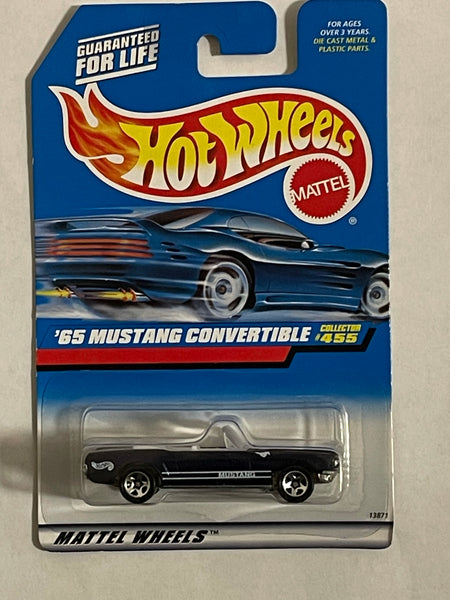 GUARANTEED
FOR LIFE
FOR AGES
OVER 3 YEARS.
DIE CAST METAL &
PLASTIC PARTS.
HOT WHEELS
MATTEL
®
'65 MUSTANG CONVERTIBLE
COLLECTOR
#455
MUSTANG
13871
MATTEL WHEELS™